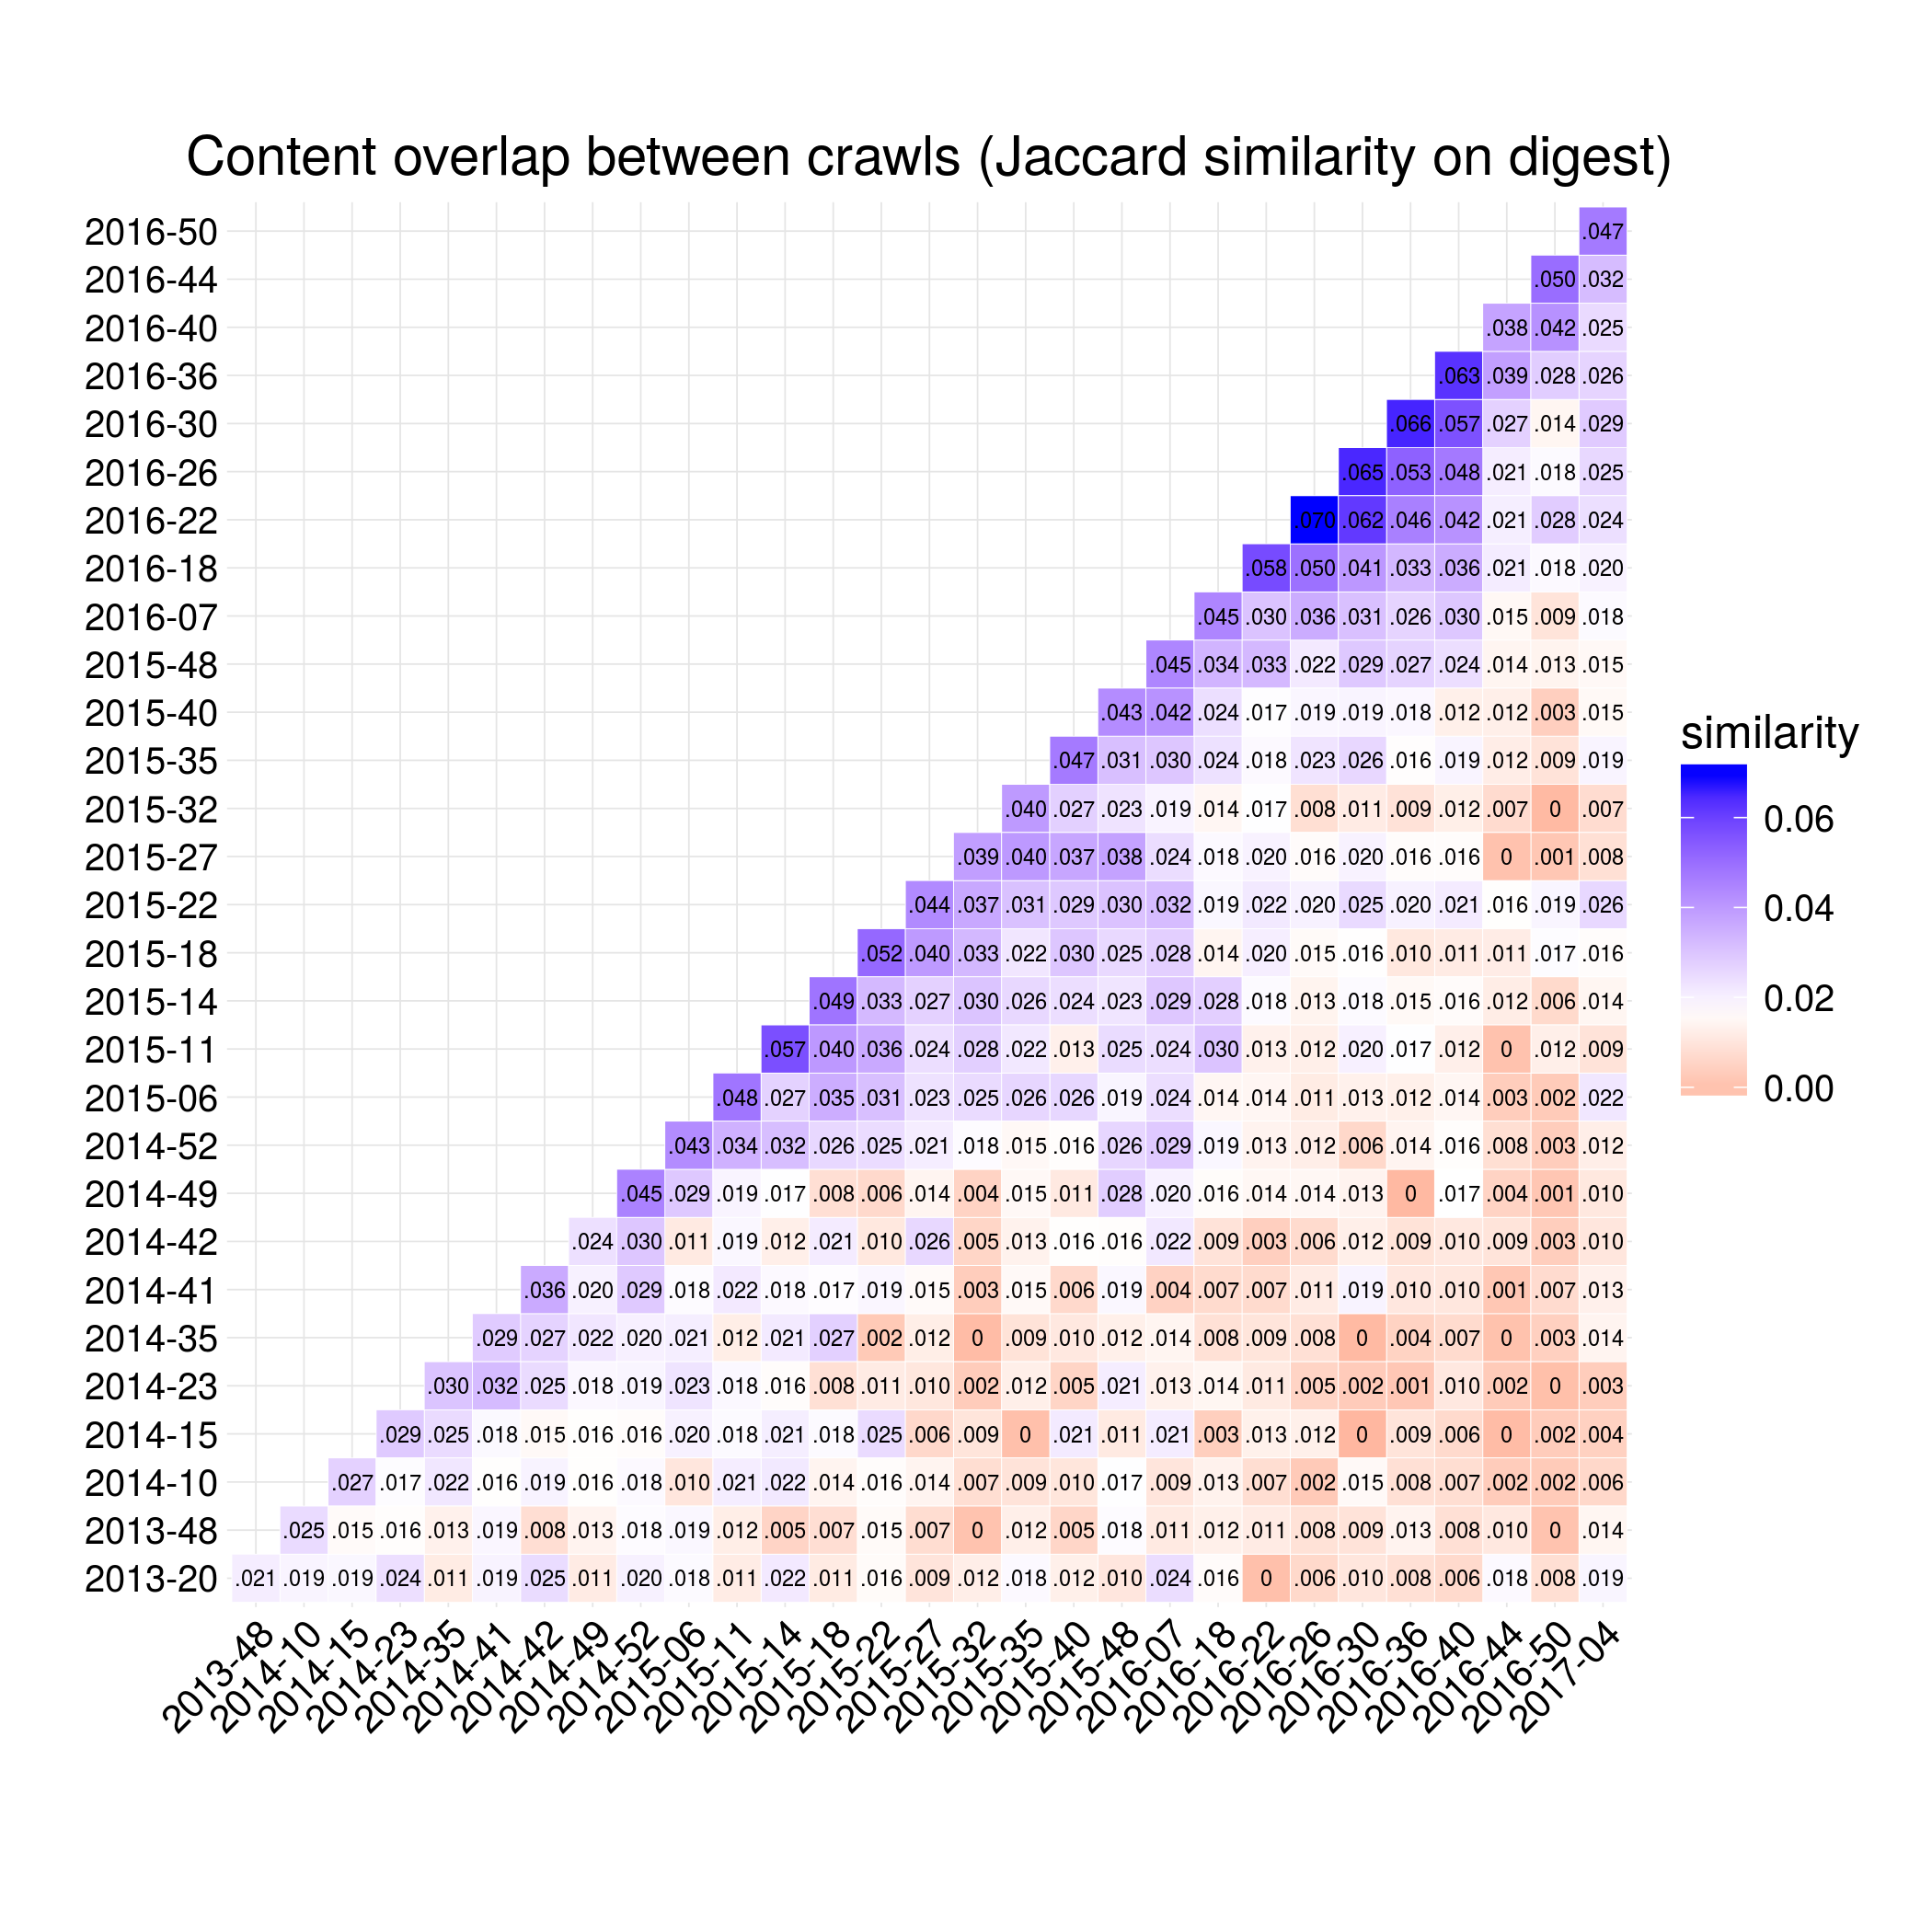 Content overlap between crawls (Jaccard similarity on digest)
2016-50 .047
2016-44 .050 .032
2016-40 .038 .042 .025
2016-36 .063 .039 .028 .026
2016-30 .066 .057 .027 .014 .029
2016-26 .065 .053 .048 .021 .018 .025
2016-22 .070 .062 .046 .042 .021 .028 .024
2016-18 .058 .050 .041 .033 .036 .021 .018 .020
2016-07 .045 .030 .036 .031 .026 .030 .015 .009 .018
2015-48 .045 .034 .033 .022 .029 .027 .024 .014 .013 .015
2015-40 .043 .042 .024 .017 .019 .019 .018 .012 .012 .003 .015
2015-35 .047 .031 .030 .024 .018 .023 .026 .016 .019 .012 .009 .019
2015-32 .040 .027 .023 .019 .014 .017 .008 .011 .009 .012 .007 0 .007
2015-27 .039 .040 .037 .038 .024 .018 .020 .016 .020 .016 .016 0 .001 .008
2015-22 .044 .037 .031 .029 .030 .032 .019 .022 .020 .025 .020 .021 .016 .019 .026
2015-18 .052 .040 .033 .022 .030 .025 .028 .014 .020 .015 .016 .010 .011 .011 .017 .016
2015-14 .049 .033 .027 .030 .026 .024 .023 .029 .028 .018 .013 .018 .015 .016 .012 .006 .014
2015-11 .057 .040 .036 .024 .028 .022 .013 .025 .024 .030 .013 .012 .020 .017 .012 0 .012 .009
2015-06 .048 .027 .035 .031 .023 .025 .026 .026 .019 .024 .014 .014 .011 .013 .012 .014 .003 .002 .022
2014-52 .043 .034 .032 .026 .025 .021 .018 .015 .016 .026 .029 .019 .013 .012 .006 .014 .016 .008 .003 .012
2014-49 .045 .029 .019 .017 .008 .006 .014 .004 .015 .011 .028 .020 .016 .014 .014 .013 0 .017 .004 .001 .010
2014-42 .024 .030 .011 .019 .012 .021 .010 .026 .005 .013 .016 .016 .022 .009 .003 .006 .012 .009 .010 .009 .003 .010
2014-41 .036 .020 .029 .018 .022 .018 .017 .019 .015 .003 .015 .006 .019 .004 .007 .007 .011 .019 .010 .010 .001 .007 .013
2014-35 .029 .027 .022 .020 .021 .012 .021 .027 .002 .012 0 .009 .010 .012 .014 .008 .009 .008 0 .004 .007 0 .003 .014
2014-23 .030 .032 .025 .018 .019 .023 .018 .016 .008 .011 .010 .002 .012 .005 .021 .013 .014 .011 .005 .002 .001 .010 .002 0 .003
2014-15 .029 .025 .018 .015 .016 .016 .020 .018 .021 .018 .025 .006 .009 0 .021 .011 .021 .003 .013 .012 0 .009 .006 0 .002 .004
2014-10 .027 .017 .022 .016 .019 .016 .018 .010 .021 .022 .014 .016 .014 .007 .009 .010 .017 .009 .013 .007 .002 .015 .008 .007 .002 .002 .006
2013-48 .025 .015 .016 .013 .019 .008 .013 .018 .019 .012 .005 .007 .015 .007 0 .012 .005 .018 .011 .012 .011 .008 .009 .013 .008 .010 0 .014
2013-20 .021 .019 .019 .024 .011 .019 .025 .011 .020 .018 .011 .022 .011 .016 .009 .012 .018 .012 .010 .024 .016 0 .006 .010 .008 .006 .018 .008 .019
2013-48 2014-10 2014-15 2014-23 2014-35 2014-41 2014-42 2014-49 2014-52 2015-06 2015-11 2015-14 2015-18 2015-22 2015-27 2015-32 2015-35 2015-40 2015-48 2016-07 2016-18 2016-22 2016-26 2016-30 2016-36 2016-40 2016-44 2016-50 2017-04
similarity
0.06
0.04
0.02
0.00